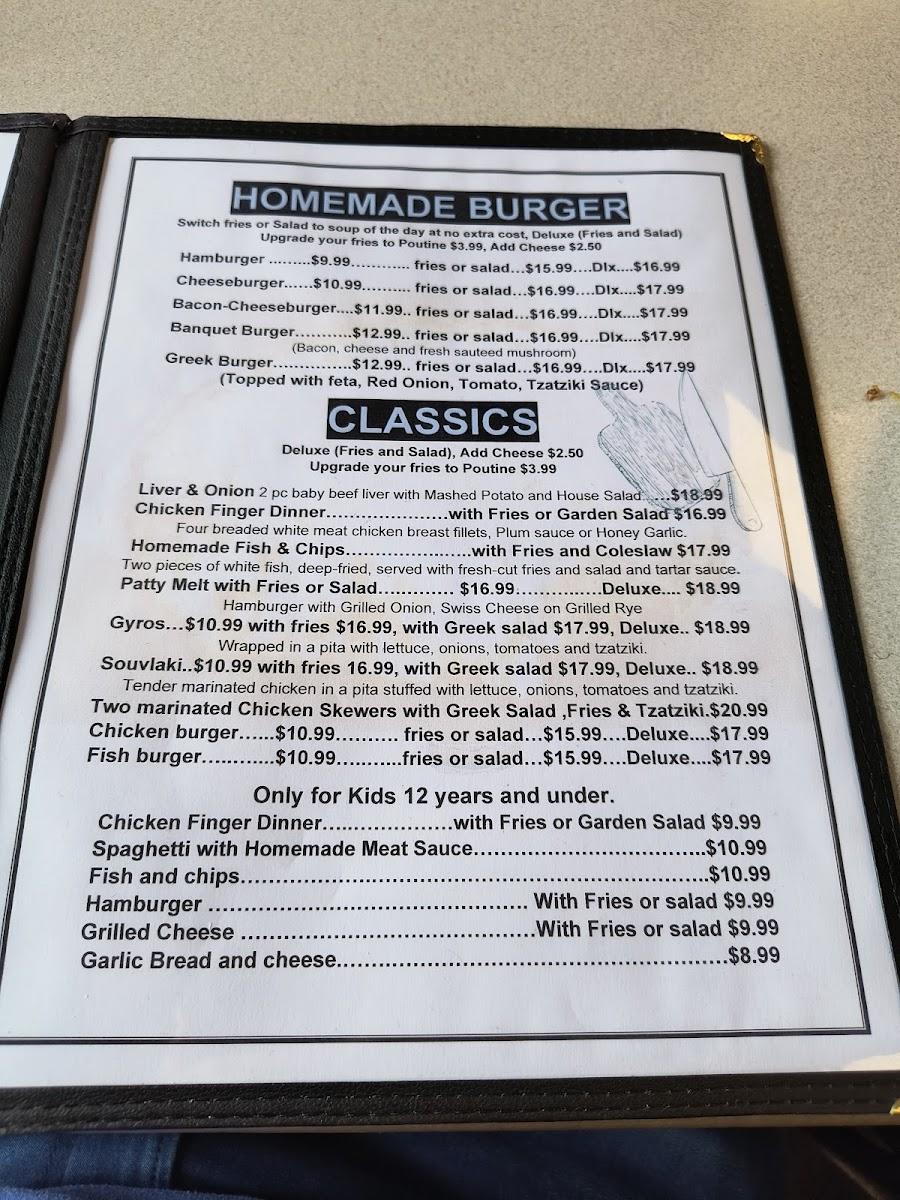 HOMEMADE BURGER
Switch fries or Salad to soup of the day at no extra cost, Deluxe (Fries and Salad)
Upgrade your fries to Poutine $3.99, Add Cheese $2.50
Hamburger .........$9.99............ fries or salad...$15.99....Dlx....$16.99
Cheeseburger......$10.99.......... fries or salad...$16.99....Dlx....$17.99
Bacon-Cheeseburger....$11.99.. fries or salad...$16.99....Dlx....$17.99
Banquet Burger...........$12.99.. fries or salad...$16.99....Dlx....$17.99
(Bacon, cheese and fresh sauteed mushroom)
Greek Burger...............$12.99.. fries or salad...$16.99....Dlx....$17.99
(Topped with feta, Red Onion, Tomato, Tzatziki Sauce)
CLASSICS
Deluxe (Fries and Salad), Add Cheese $2.50
Upgrade your fries to Poutine $3.99
Liver & Onion 2 pc baby beef liver with Mashed Potato and House Salad......$18.99
Chicken Finger Dinner.......................with Fries or Garden Salad $16.99
Four breaded white meat chicken breast fillets, Plum sauce or Honey Garlic.
Homemade Fish & Chips........................with Fries and Coleslaw $17.99
Two pieces of white fish, deep-fried, served with fresh-cut fries and salad and tartar sauce.
Patty Melt with Fries or Salad............. $16.99................Deluxe.... $18.99
Hamburger with Grilled Onion, Swiss Cheese on Grilled Rye
Gyros...$10.99 with fries $16.99, with Greek salad $17.99, Deluxe.. $18.99
Wrapped in a pita with lettuce, onions, tomatoes and tzatziki.
Souvlaki..$10.99 with fries 16.99, with Greek salad $17.99, Deluxe.. $18.99
Tender marinated chicken in a pita stuffed with lettuce, onions, tomatoes and tzatziki.
Two marinated Chicken Skewers with Greek Salad ,Fries & Tzatziki.$20.99
Chicken burger......$10.99.......... fries or salad...$15.99....Deluxe....$17.99
Fish burger............$10.99..........fries or salad...$15.99....Deluxe....$17.99
Only for Kids 12 years and under.
Chicken Finger Dinner.......................with Fries or Garden Salad $9.99
Spaghetti with Homemade Meat Sauce........................................$10.99
Fish and chips................................................................................$10.99
Hamburger ...................................................... With Fries or salad $9.99
Grilled Cheese ..................................................With Fries or salad $9.99
Garlic Bread and cheese...................................................................$8.99